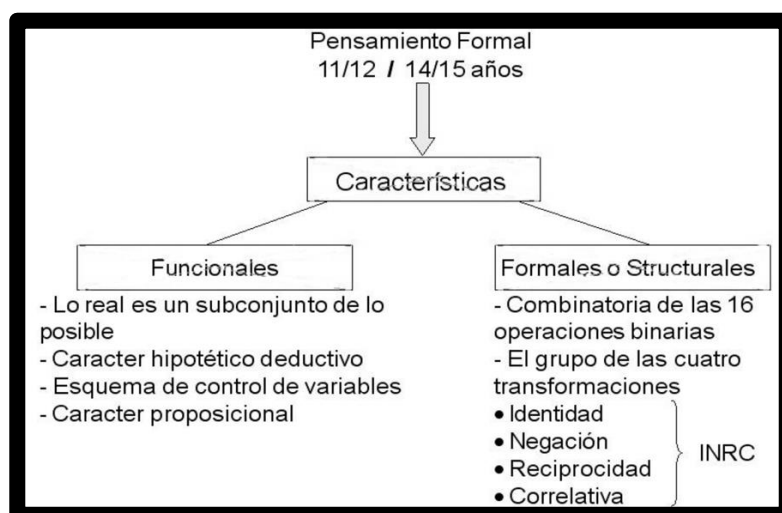 Pensamiento Formal
11/12 / 14/15 años
Características
Funcionales
- Lo real es un subconjunto de lo
posible
- Caracter hipotético deductivo
- Esquema de control de variables
- Caracter proposicional
Formales o Structurales
- Combinatoria de las 16
operaciones binarias
- El grupo de las cuatro
transformaciones
• Identidad
• Negación
• Reciprocidad
• Correlativa
INRC